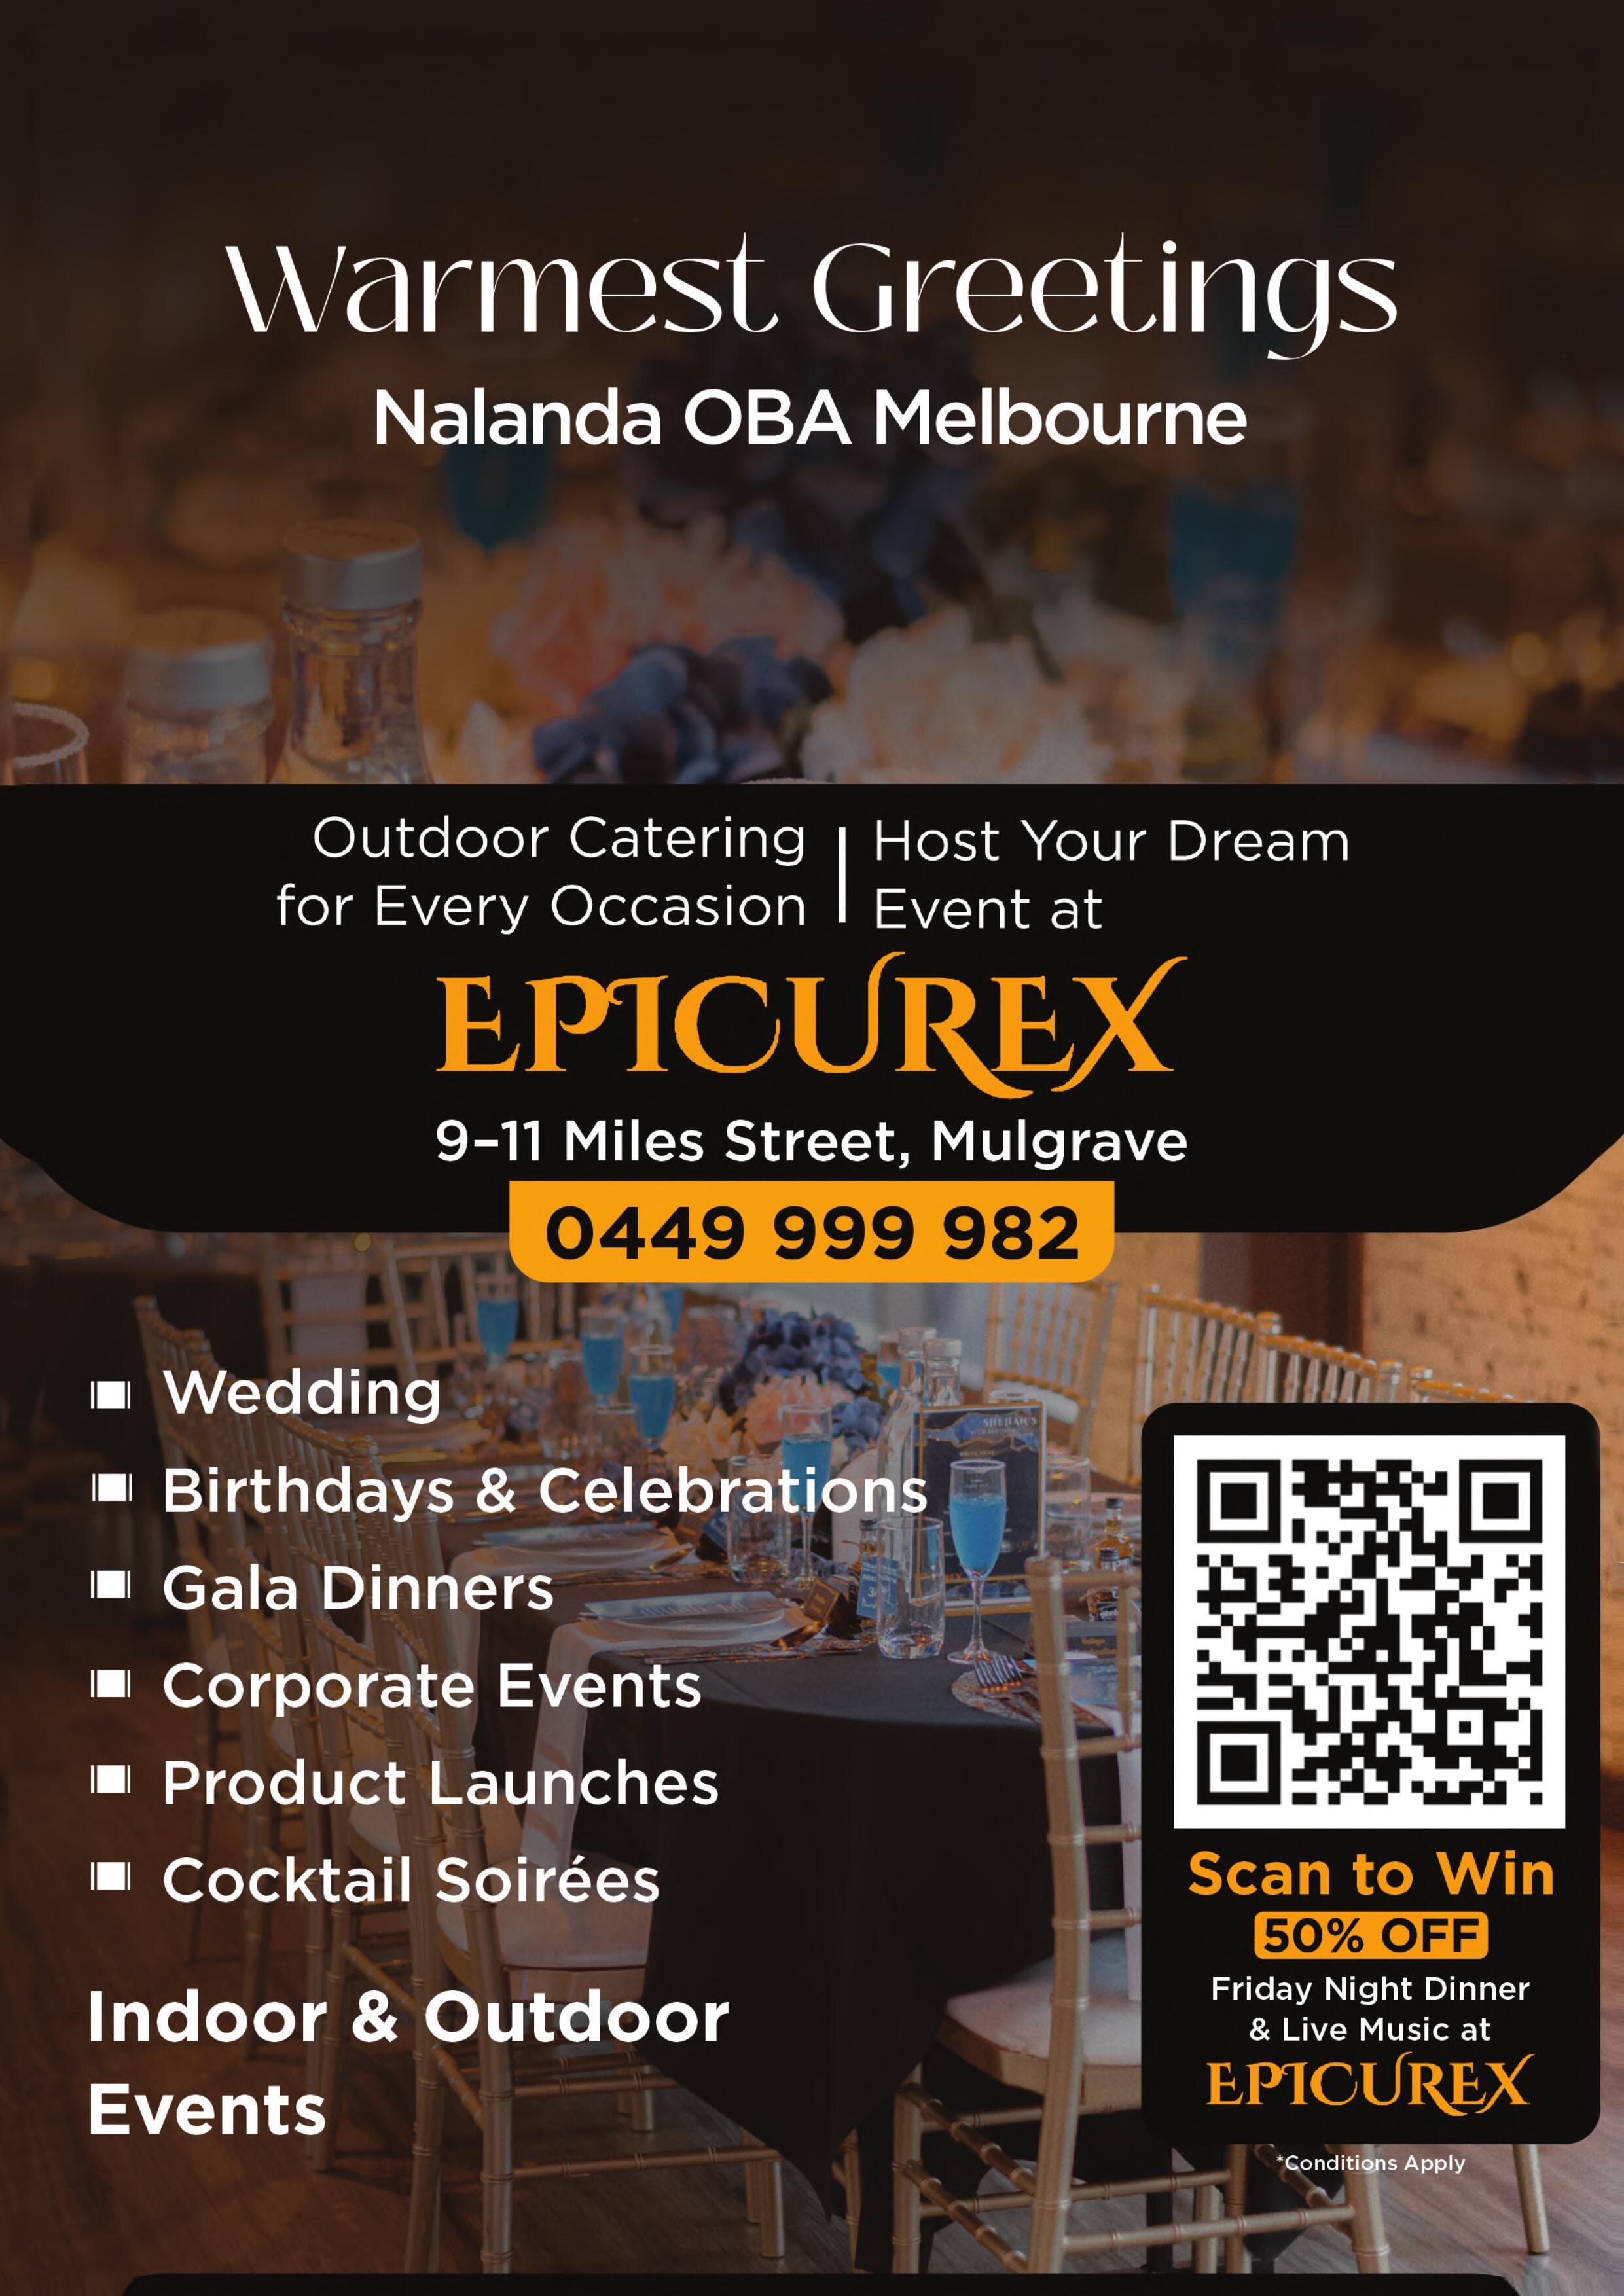 Warmest Greetings
Nalanda OBA Melbourne
Outdoor Catering
for Every Occasion
Host Your Dream
Event at
EPICUREX
9–11 Miles Street, Mulgrave
0449 999 982
Wedding
Birthdays & Celebrations
Gala Dinners
Corporate Events
Product Launches
Cocktail Soirées
Indoor & Outdoor
Events
SHEHAN'S
Scan to Win
50% OFF
Friday Night Dinner
& Live Music at
EPICUREX
*Conditions Apply